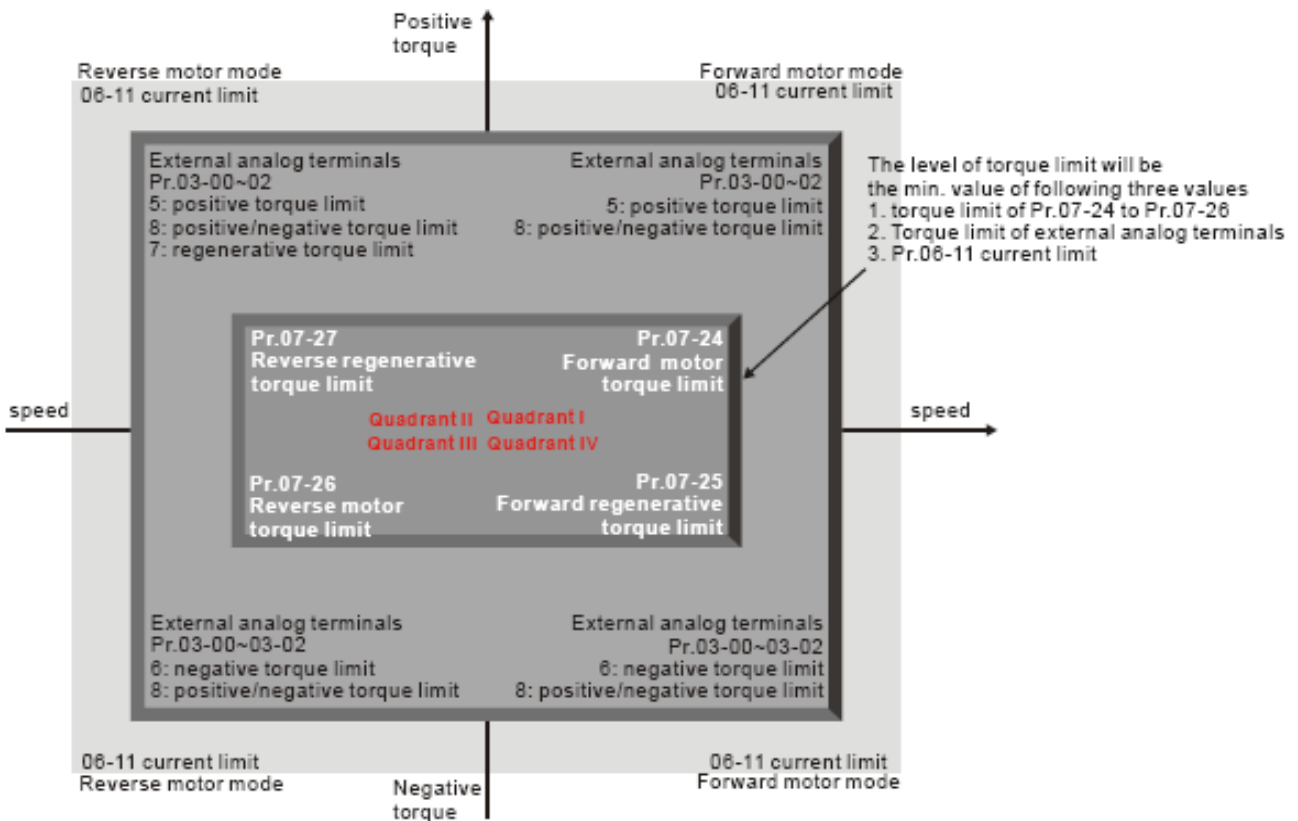 Positive
torque
Reverse motor mode
06-11 current limit
Forward motor mode
06-11 current limit
External analog terminals
Pr.03-00~02
5: positive torque limit
8: positive/negative torque limit
7: regenerative torque limit
External analog terminals
Pr.03-00~02
5: positive torque limit
8: positive/negative torque limit
The level of torque limit will be
the min. value of following three values
1. torque limit of Pr.07-24 to Pr.07-26
2. Torque limit of external analog terminals
3. Pr.06-11 current limit
Pr.07-27
Reverse regenerative
torque limit
Pr.07-24
Forward motor
torque limit
speed
Quadrant II Quadrant I
Quadrant III Quadrant IV
speed
Pr.07-26
Reverse motor
torque limit
Pr.07-25
Forward regenerative
torque limit
External analog terminals
Pr.03-00~03-02
6: negative torque limit
8: positive/negative torque limit
External analog terminals
Pr.03-00~03-02
6: negative torque limit
8: positive/negative torque limit
06-11 current limit
Reverse motor mode
06-11 current limit
Forward motor mode
Negative
torque